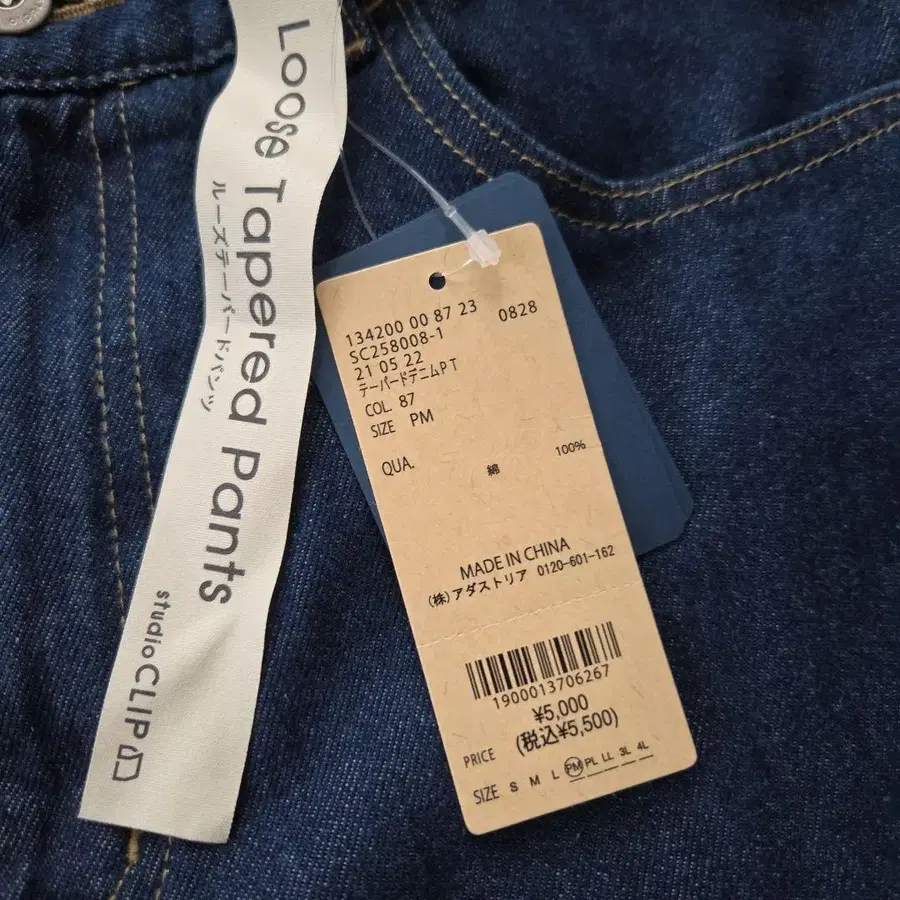 Loose Tapered Pants
ルーズテーパードパンツ
studio CLIP
134200 00 87 23 0828
SC258008-1
21 05 22
テーパードデニムPT
COL. 87
SIZE PM
QUA. 綿 100%
MADE IN CHINA
(株)アダストリア 0120-601-162
1900013706267
¥5,000
PRICE (税込¥5,500)
SIZE S M L PM PL LL 3L 4L